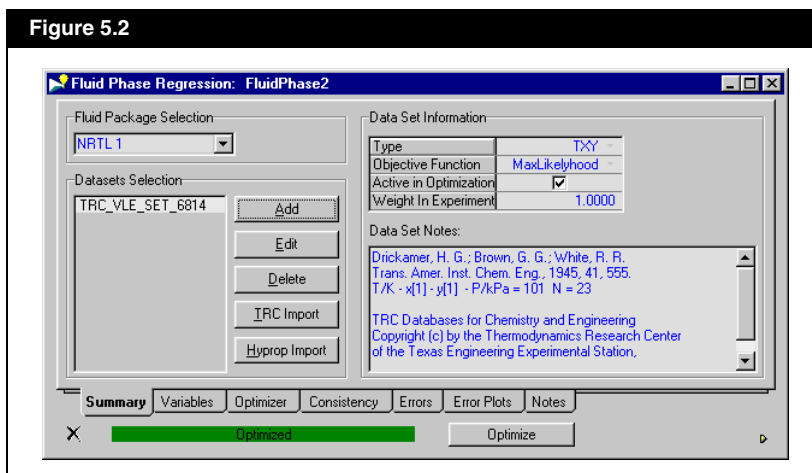 Figure 5.2
Fluid Phase Regression: FluidPhase2
Fluid Package Selection
NRTL 1
Datasets Selection
TRC_VLE_SET_6814
Add
Edit
Delete
TRC Import
Hyprop Import
Data Set Information
Type TXY
Objective Function MaxLikelyhood
Active in Optimization
Weight In Experiment 1.0000
Data Set Notes:
Drickamer, H. G.; Brown, G. G.; White, R. R.
Trans. Amer. Inst. Chem. Eng., 1945, 41, 555.
T/K - x[1] - y[1] - P/kPa = 101 N = 23
TRC Databases for Chemistry and Engineering
Copyright (c) by the Thermodynamics Research Center
of the Texas Engineering Experimental Station,
Summary Variables Optimizer Consistency Errors Error Plots Notes
Optimized Optimize